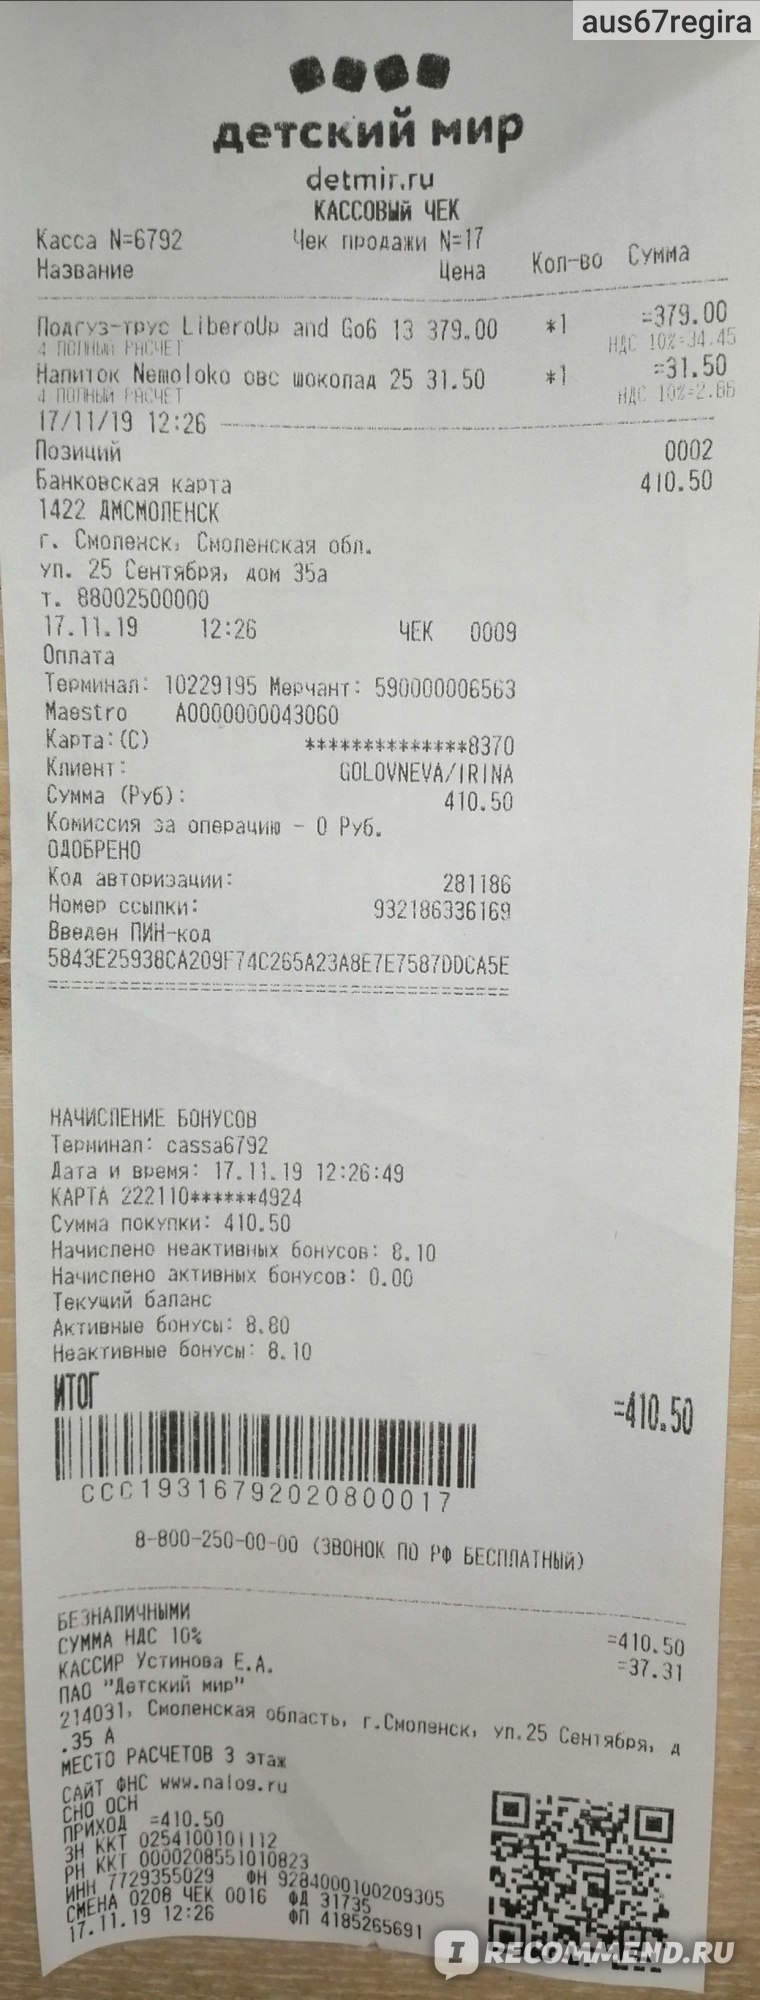 aus67regira
детский мир
detmir.ru
КАССОВЫЙ ЧЕК
Касса N=6792 Чек продажи N=17
Название Цена Кол-во Сумма
Подгуз-трус LiberoUp and Go6 13 379.00 *1 =379.00
4 ПОЛНЫЙ РАСЧЕТ НДС 10%=34.45
Напиток Nemoloko овс шоколад 25 31.50 *1 =31.50
4 ПОЛНЫЙ РАСЧЕТ НДС 10%=2.86
17/11/19 12:26
Позиций 0002
Банковская карта 410.50
1422 ДМСМОЛЕНСК
г. Смоленск, Смоленская обл.
ул. 25 Сентября, дом 35а
т. 88002500000
17.11.19 12:26 ЧЕК 0009
Оплата
Терминал: 10229195 Мерчант: 590000006563
Maestro A0000000043060
Карта:(С) **************8370
Клиент: GOLOVNEVA/IRINA
Сумма (Руб): 410.50
Комиссия за операцию - 0 Руб.
ОДОБРЕНО
Код авторизации: 281186
Номер ссылки: 932186336169
Введен ПИН-код
5843E25938CA209F74C265A23A8E7E7587DDCA5E
========================================
НАЧИСЛЕНИЕ БОНУСОВ
Терминал: cassa6792
Дата и время: 17.11.19 12:26:49
КАРТА 222110******4924
Сумма покупки: 410.50
Начислено неактивных бонусов: 8.10
Начислено активных бонусов: 0.00
Текущий баланс
Активные бонусы: 8.80
Неактивные бонусы: 8.10
ИТОГ =410.50
CCC19316792020800017
8-800-250-00-00 (ЗВОНОК ПО РФ БЕСПЛАТНЫЙ)
БЕЗНАЛИЧНЫМИ =410.50
СУММА НДС 10% =37.31
КАССИР Устинова Е.А.
ПАО "Детский мир"
214031, Смоленская область, г.Смоленск, ул.25 Сентября, д
.35 А
МЕСТО РАСЧЕТОВ 3 этаж
САЙТ ФНС www.nalog.ru
СНО ОСН
ПРИХОД =410.50
ЗН ККТ 0254100101112
РН ККТ 0000208551010823
ИНН 7729355029 ФН 9284000100209305
СМЕНА 0208 ЧЕК 0016 ФД 31735
17.11.19 12:26 ФП 4185265691
IRECOMMEND.RU